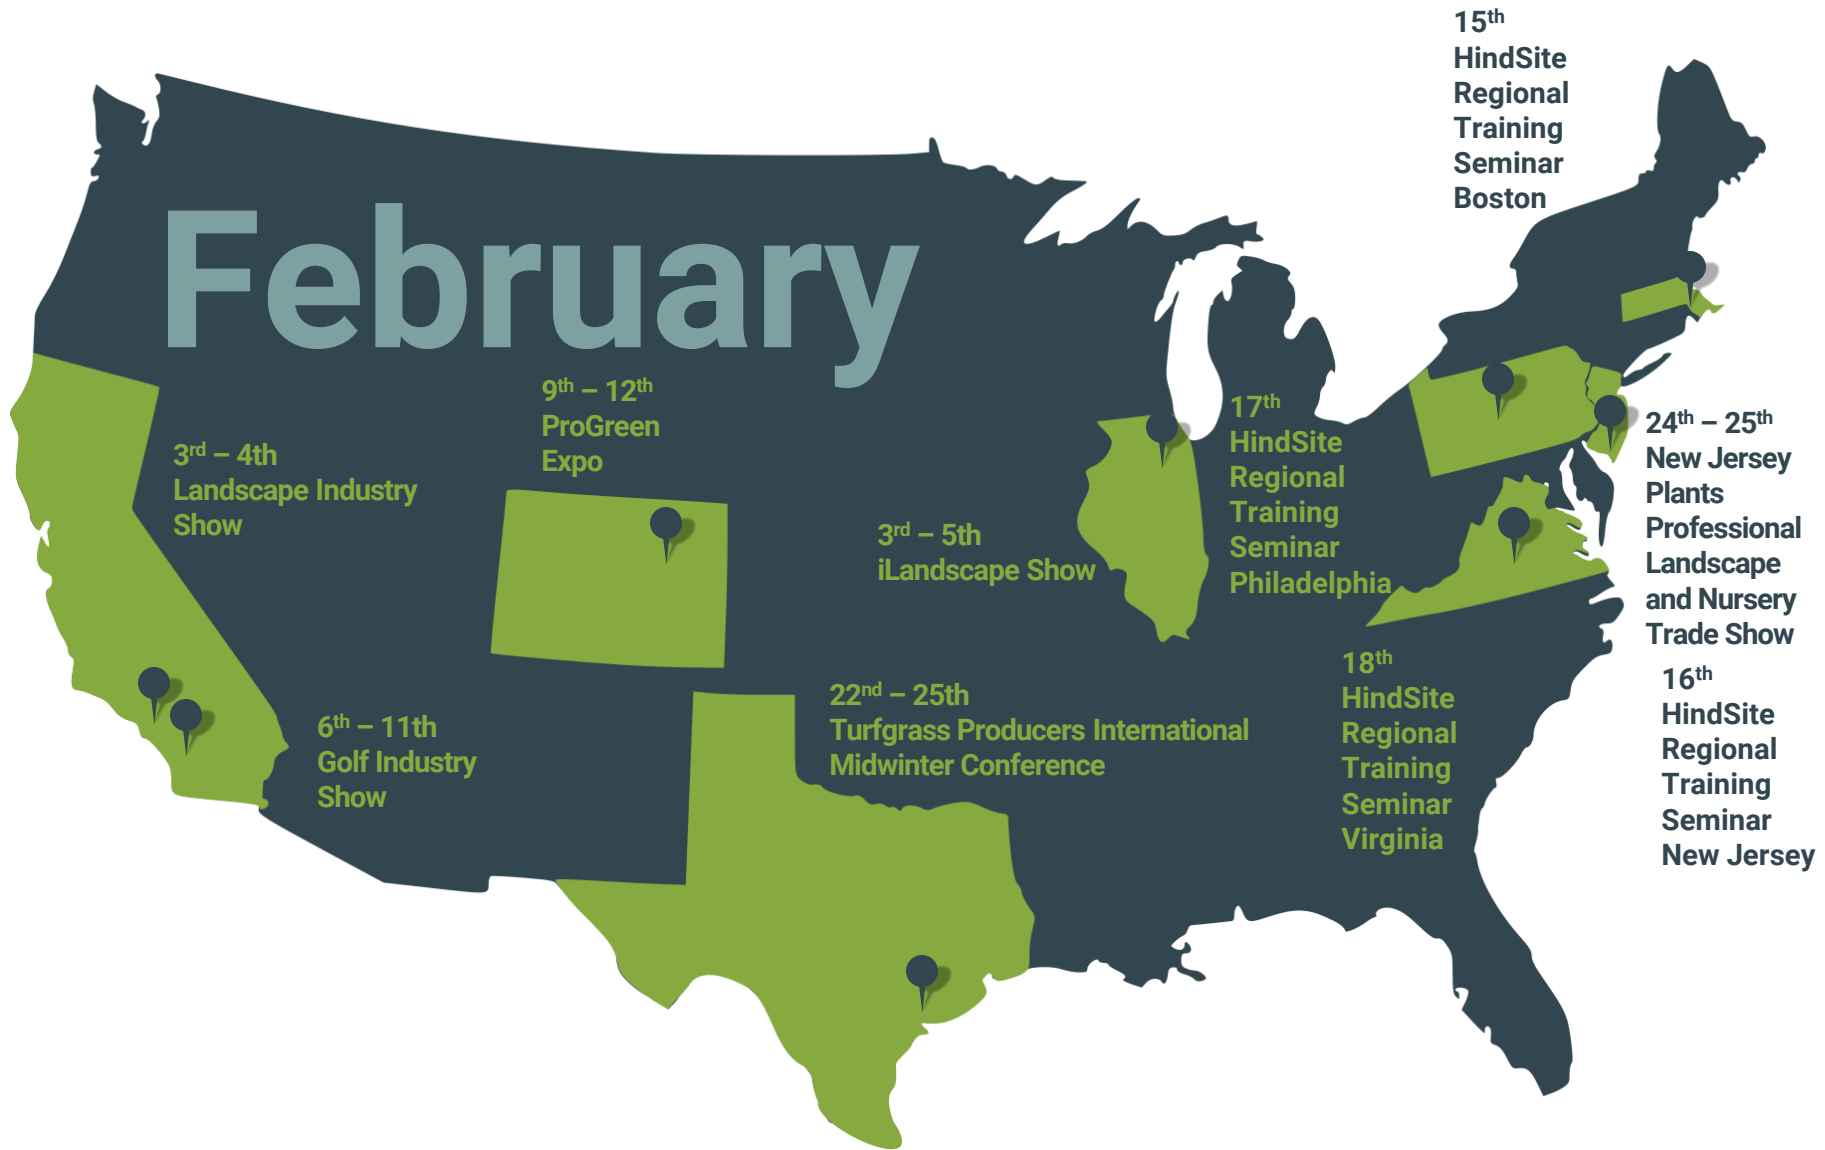 15th
HindSite
Regional
Training
Seminar
Boston
February
9th – 12th
ProGreen
Expo
3rd – 4th
Landscape Industry
Show
17th
HindSite
Regional
Training
Seminar
Philadelphia
24th – 25th
New Jersey
Plants
Professional
Landscape
and Nursery
Trade Show
3rd – 5th
iLandscape Show
6th – 11th
Golf Industry
Show
22nd – 25th
Turfgrass Producers International
Midwinter Conference
18th
HindSite
Regional
Training
Seminar
Virginia
16th
HindSite
Regional
Training
Seminar
New Jersey